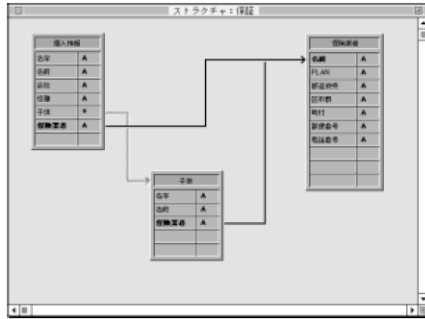 ストラクチャ：保証
個人情報
名字 A
名前 A
会社 A
役職 A
子供 *
保険業者 A
子供
名字 A
名前 A
保険業者 A
保険業者
名前 A
PLAN A
都道府県 A
区市郡 A
町村 A
郵便番号 A
電話番号 A